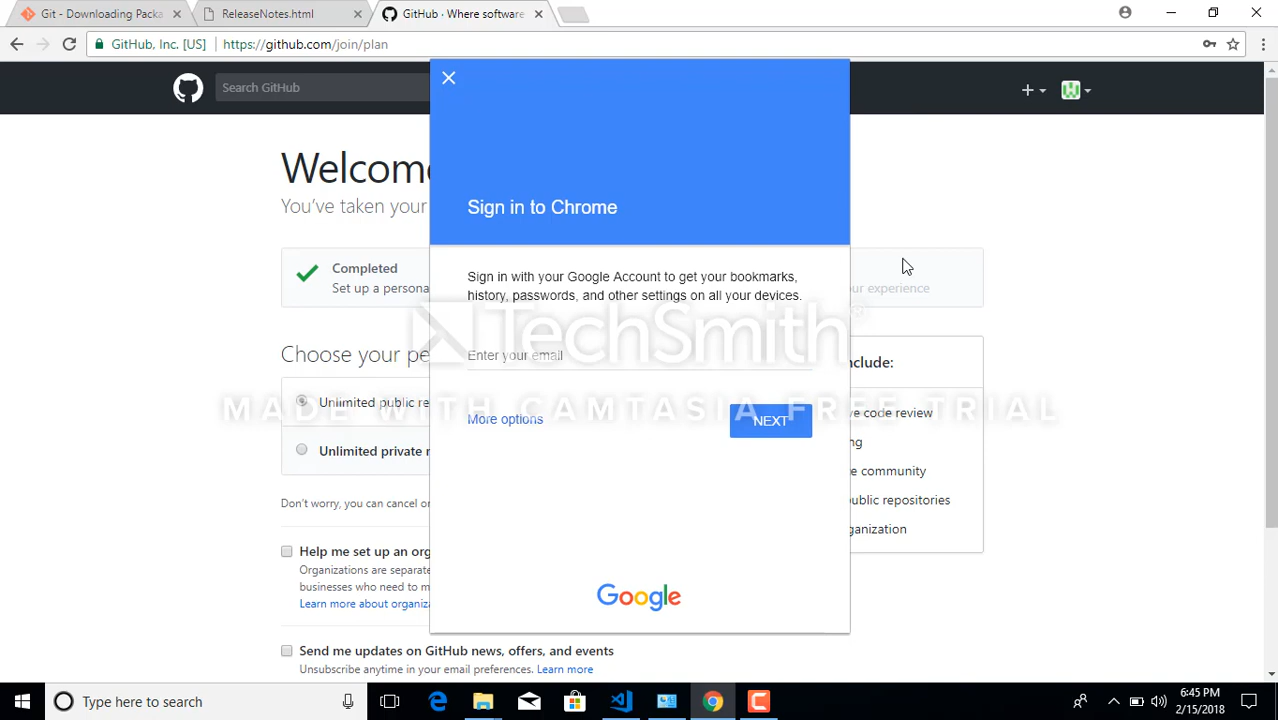 Git - Downloading Packa
ReleaseNotes.html
GitHub · Where software
GitHub, Inc. [US]
https://github.com/join/plan
Search GitHub
Welcome
You've taken your
Sign in to Chrome
Completed
Set up a persona
ur experience
Sign in with your Google Account to get your bookmarks,
history, passwords, and other settings on all your devices.
TechSmith®
Enter your email
Choose your pe
nclude:
MADE WITH CAMTASIA FREE TRIAL
Unlimited public re
ve code review
More options
NEXT
ng
Unlimited private r
e community
public repositories
Don't worry, you can cancel or
ganization
Help me set up an org
Organizations are separate
businesses who need to m
Learn more about organiza
Google
Send me updates on GitHub news, offers, and events
Unsubscribe anytime in your email preferences. Learn more
Type here to search
6:45 PM
2/15/2018